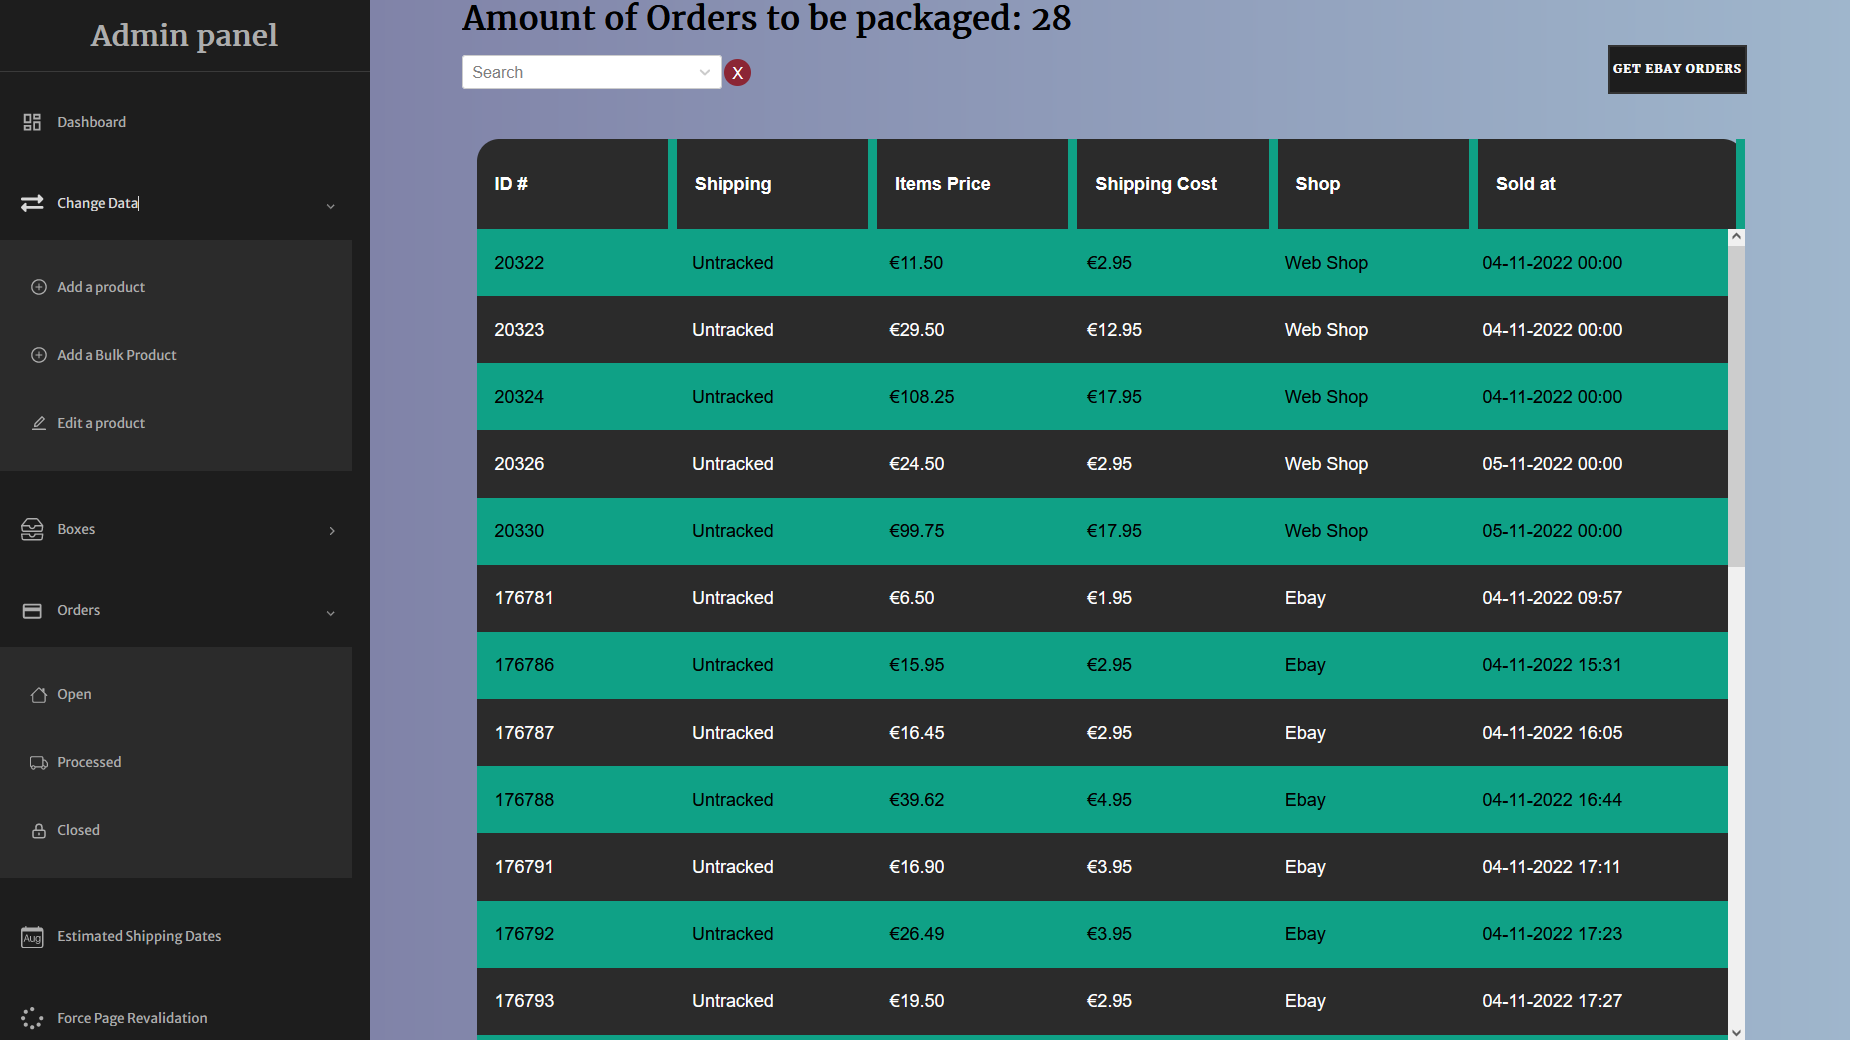 Admin panel
Dashboard
Change Data
Add a product
Add a Bulk Product
Edit a product
Boxes
Orders
Open
Processed
Closed
Aug
Estimated Shipping Dates
Force Page Revalidation
Amount of Orders to be packaged: 28
Search
X
GET EBAY ORDERS
ID # Shipping Items Price Shipping Cost Shop Sold at
20322 Untracked €11.50 €2.95 Web Shop 04-11-2022 00:00
20323 Untracked €29.50 €12.95 Web Shop 04-11-2022 00:00
20324 Untracked €108.25 €17.95 Web Shop 04-11-2022 00:00
20326 Untracked €24.50 €2.95 Web Shop 05-11-2022 00:00
20330 Untracked €99.75 €17.95 Web Shop 05-11-2022 00:00
176781 Untracked €6.50 €1.95 Ebay 04-11-2022 09:57
176786 Untracked €15.95 €2.95 Ebay 04-11-2022 15:31
176787 Untracked €16.45 €2.95 Ebay 04-11-2022 16:05
176788 Untracked €39.62 €4.95 Ebay 04-11-2022 16:44
176791 Untracked €16.90 €3.95 Ebay 04-11-2022 17:11
176792 Untracked €26.49 €3.95 Ebay 04-11-2022 17:23
176793 Untracked €19.50 €2.95 Ebay 04-11-2022 17:27